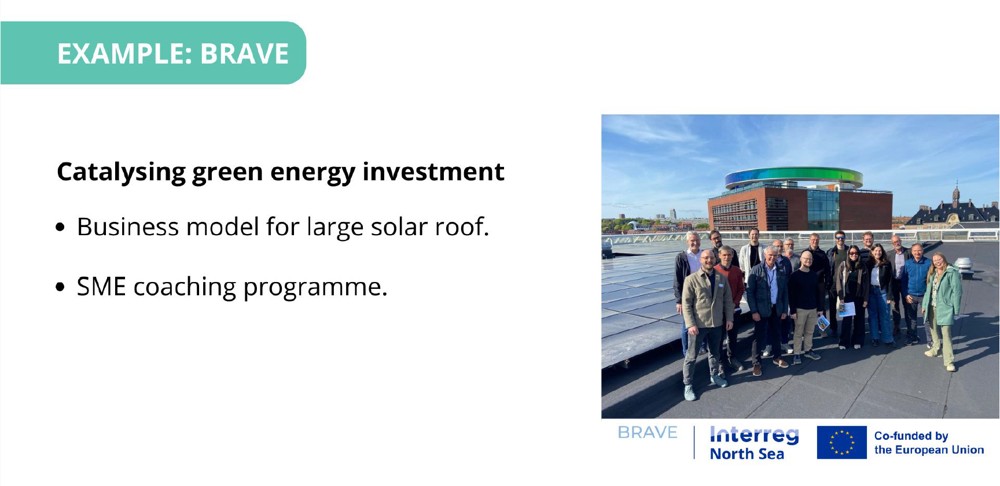 EXAMPLE: BRAVE
Catalysing green energy investment
• Business model for large solar roof.
• SME coaching programme.
BRAVE
Interreg
North Sea
Co-funded by
the European Union